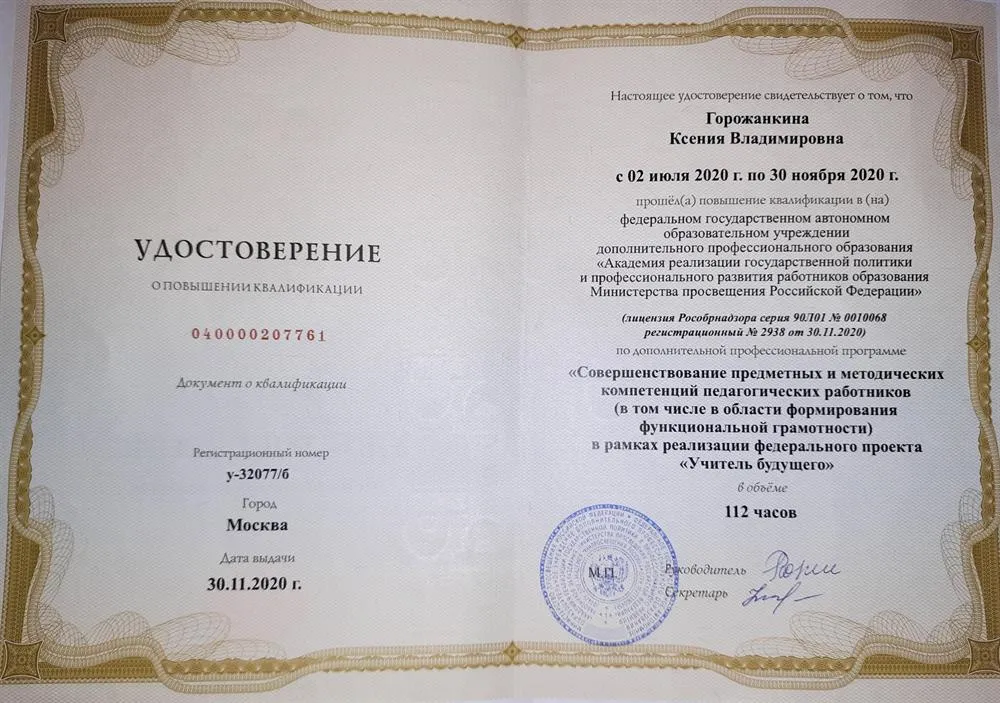 УДОСТОВЕРЕНИЕ
О ПОВЫШЕНИИ КВАЛИФИКАЦИИ
040000207761
Документ о квалификации
Регистрационный номер
у-32077/б
Город
Москва
Дата выдачи
30.11.2020 г.
Настоящее удостоверение свидетельствует о том, что
Горожанкина
Ксения Владимировна
с 02 июля 2020 г. по 30 ноября 2020 г.
прошёл(а) повышение квалификации в (на)
федеральном государственном автономном
образовательном учреждении
дополнительного профессионального образования
«Академия реализации государственной политики
и профессионального развития работников образования
Министерства просвещения Российской Федерации»
(лицензия Рособрнадзора серия 90Л01 № 0010068
регистрационный № 2938 от 30.11.2020)
по дополнительной профессиональной программе
«Совершенствование предметных и методических
компетенций педагогических работников
(в том числе в области формирования
функциональной грамотности)
в рамках реализации федерального проекта
«Учитель будущего»
в объёме
112 часов
М.П.
Руководитель
Секретарь